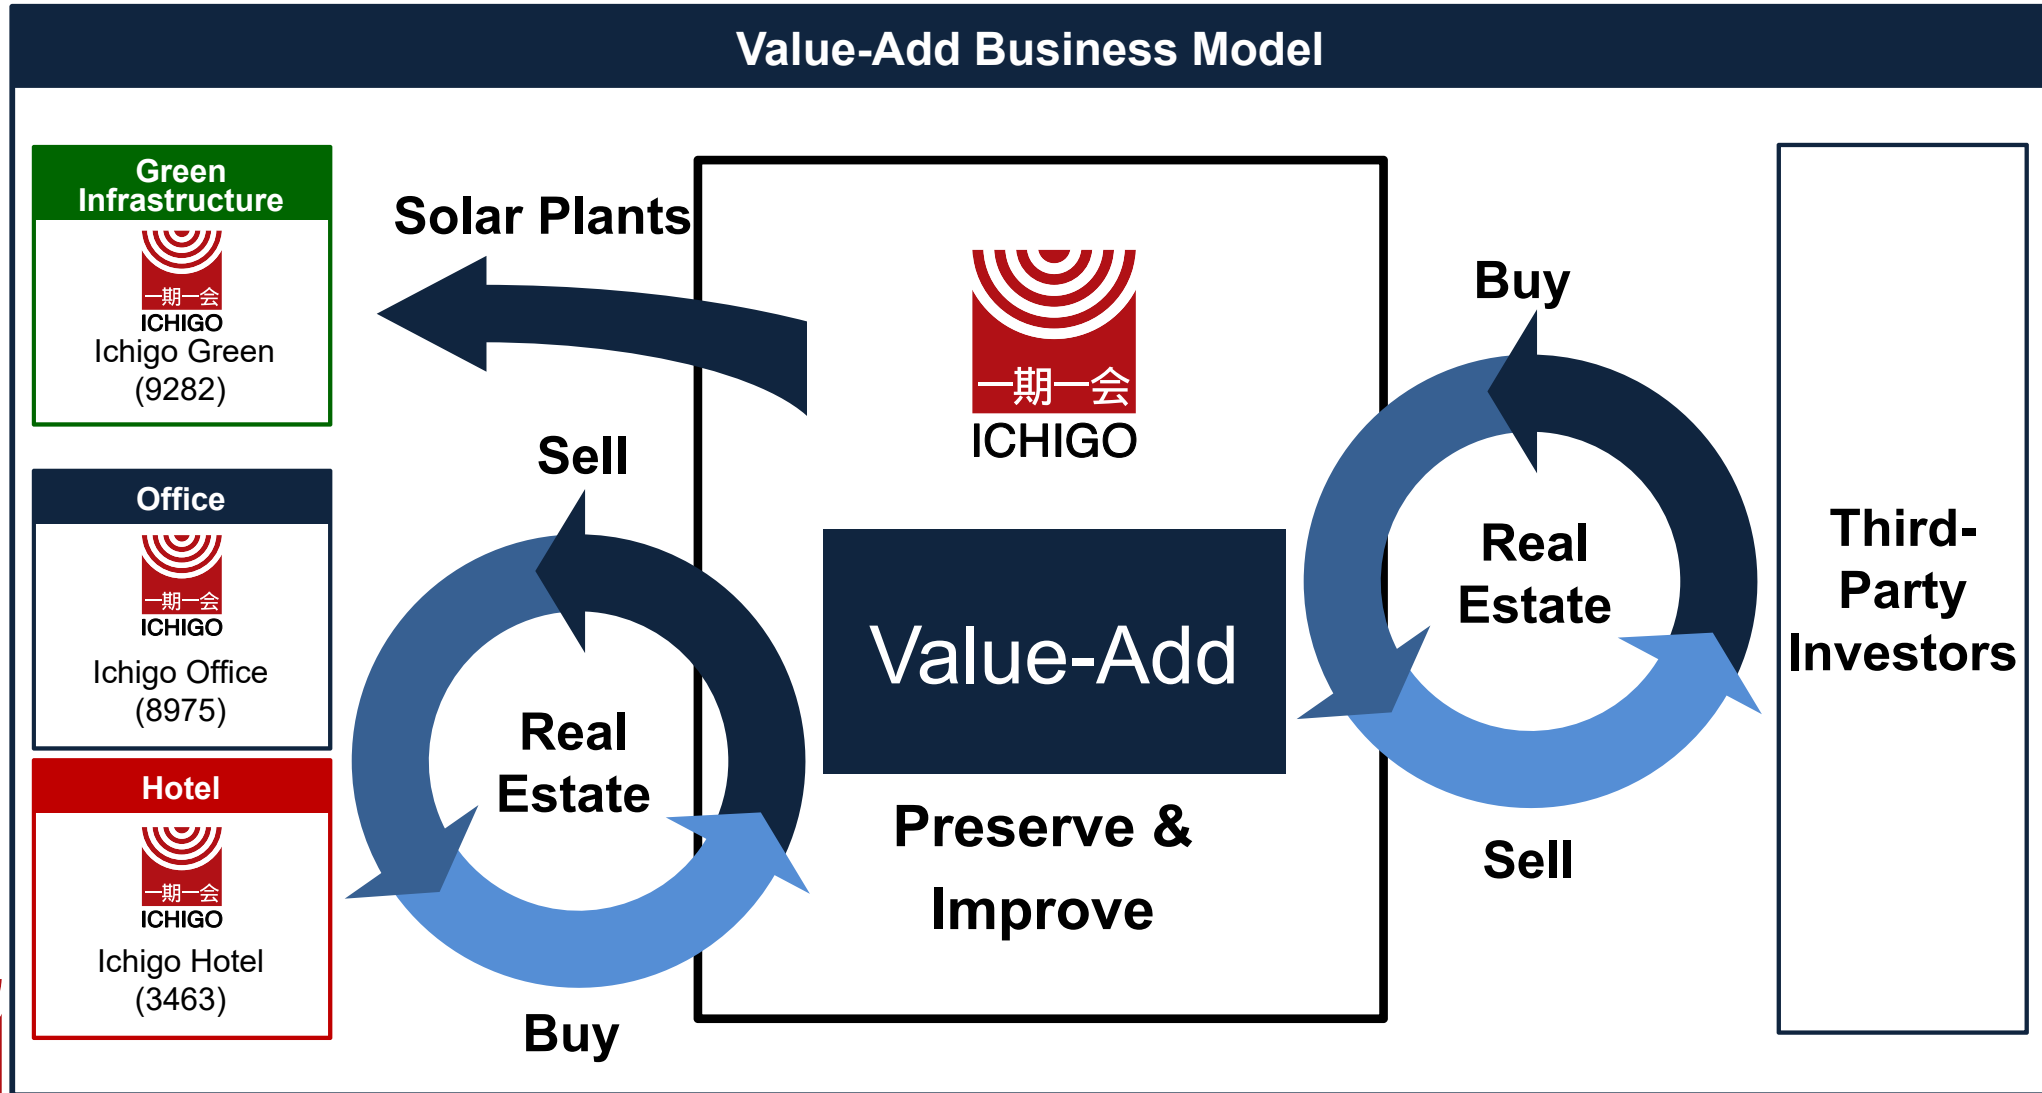 Value-Add Business Model
Green
Infrastructure
一期一会
ICHIGO
Ichigo Green
(9282)
Office
一期一会
ICHIGO
Ichigo Office
(8975)
Hotel
一期一会
ICHIGO
Ichigo Hotel
(3463)
Solar Plants
Sell
Real
Estate
Buy
一期一会
ICHIGO
Value-Add
Preserve &
Improve
Buy
Real
Estate
Sell
Third-
Party
Investors